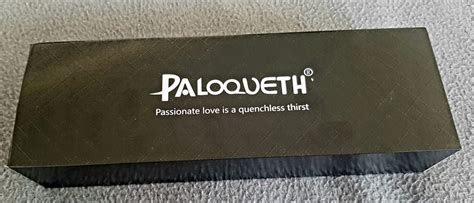 PALOQUETH®
Passionate love is a quenchless thirst